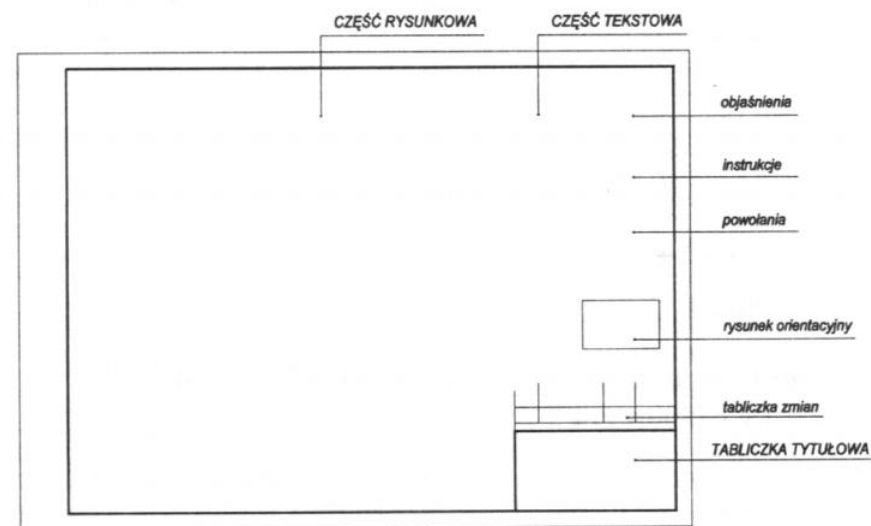 CZĘŚĆ RYSUNKOWA
CZĘŚĆ TEKSTOWA
objaśnienia
instrukcje
powołania
rysunek orientacyjny
tabliczka zmian
TABLICZKA TYTUŁOWA